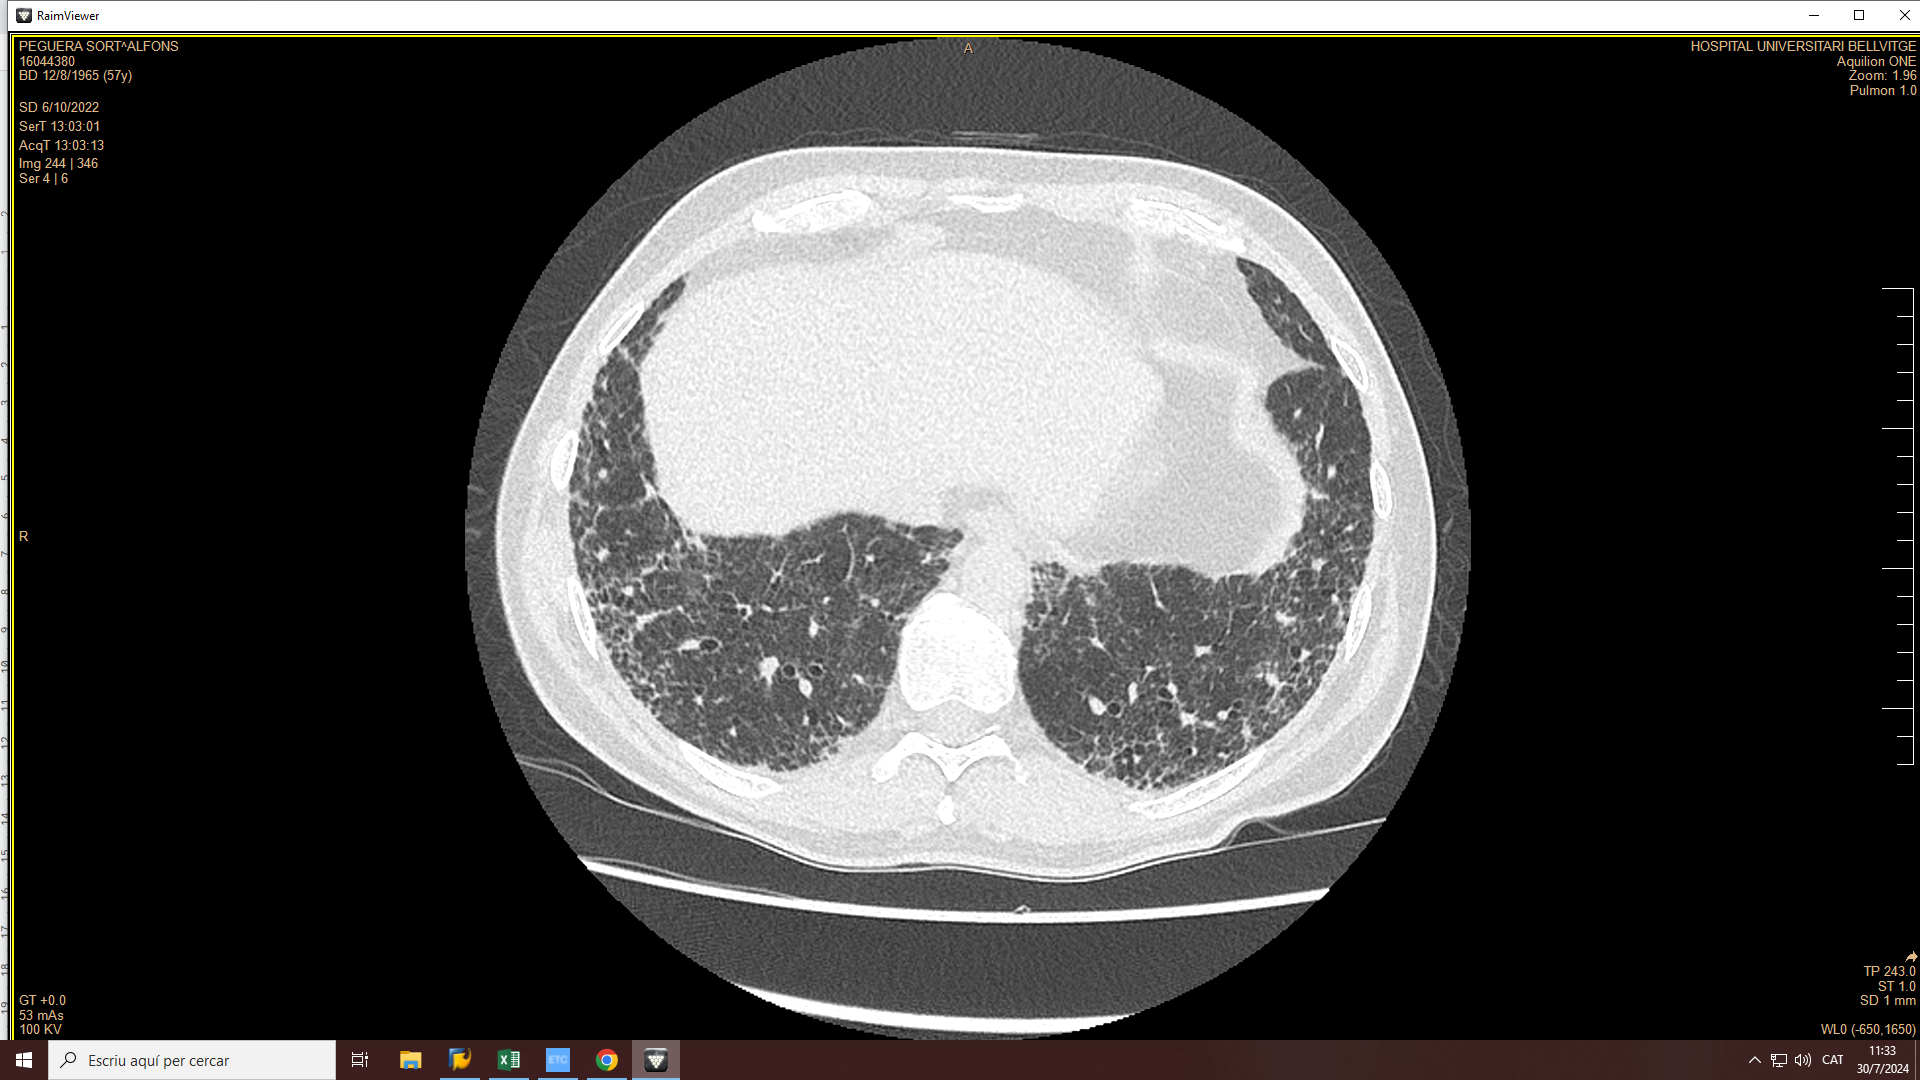 RaimViewer
PEGUERA SORT^ALFONS
16044380
BD 12/8/1965 (57y)
SD 6/10/2022
SerT 13:03:01
AcqT 13:03:13
Img 244 | 346
Ser 4 | 6
A
HOSPITAL UNIVERSITARI BELLVITGE
Aquilion ONE
Zoom: 1.96
Pulmon 1.0
R
GT +0.0
53 mAs
100 KV
TP 243.0
ST 1.0
SD 1 mm
WL0 (-650,1650)
Escriu aquí per cercar
ETC
CAT
11:33
30/7/2024